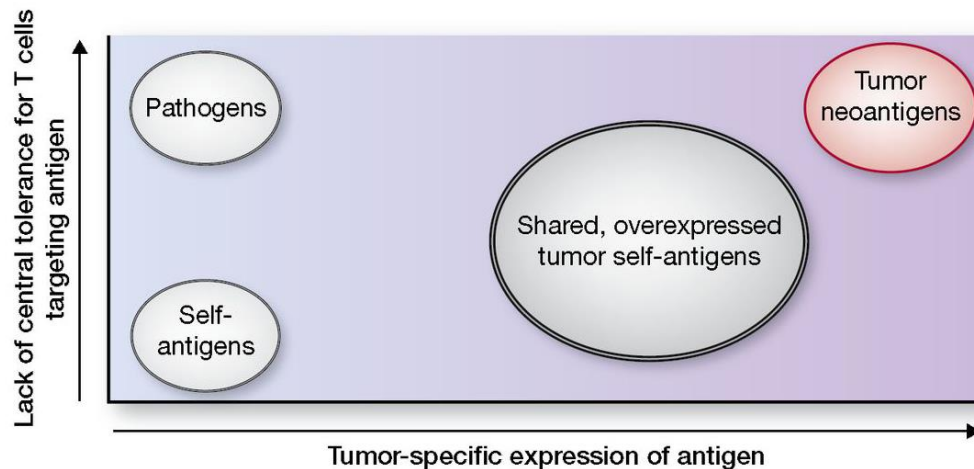 Lack of central tolerance for T cells
targeting antigen
Pathogens
Tumor
neoantigens
Shared, overexpressed
tumor self-antigens
Self-
antigens
Tumor-specific expression of antigen